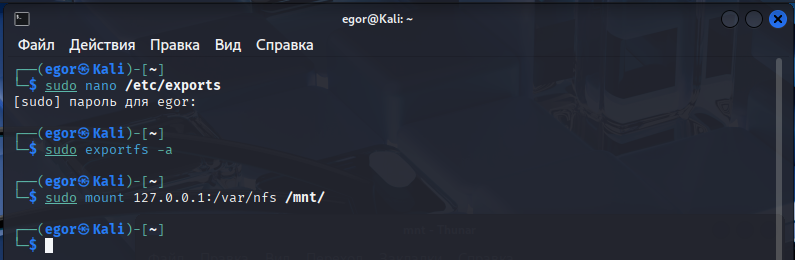 egor@Kali: ~
Файл Действия Правка Вид Справка
┌──(egor㉿Kali)-[~]
└─$ sudo nano /etc/exports
[sudo] пароль для egor:
┌──(egor㉿Kali)-[~]
└─$ sudo exportfs -a
┌──(egor㉿Kali)-[~]
└─$ sudo mount 127.0.0.1:/var/nfs /mnt/
┌──(egor㉿Kali)-[~]
└─$